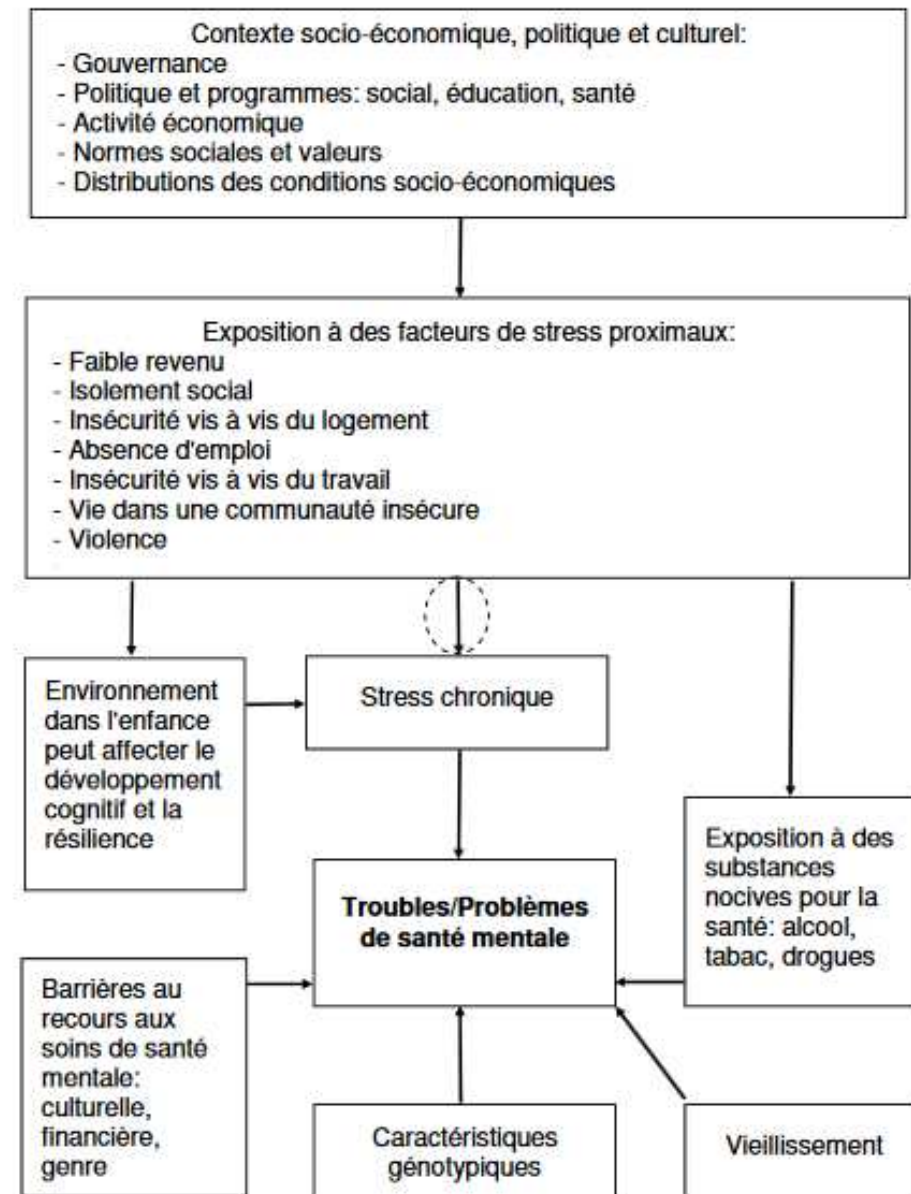 Contexte socio-économique, politique et culturel:
- Gouvernance
- Politique et programmes: social, éducation, santé
- Activité économique
- Normes sociales et valeurs
- Distributions des conditions socio-économiques
Exposition à des facteurs de stress proximaux:
- Faible revenu
- Isolement social
- Insécurité vis à vis du logement
- Absence d'emploi
- Insécurité vis à vis du travail
- Vie dans une communauté insécure
- Violence
Environnement
dans l'enfance
peut affecter le
développement
cognitif et la
résilience
Stress chronique
Exposition à des
substances
nocives pour la
santé: alcool,
tabac, drogues
Troubles/Problèmes
de santé mentale
Barrières au
recours aux
soins de santé
mentale:
culturelle,
financière,
genre
Caractéristiques
génotypiques
Vieillissement